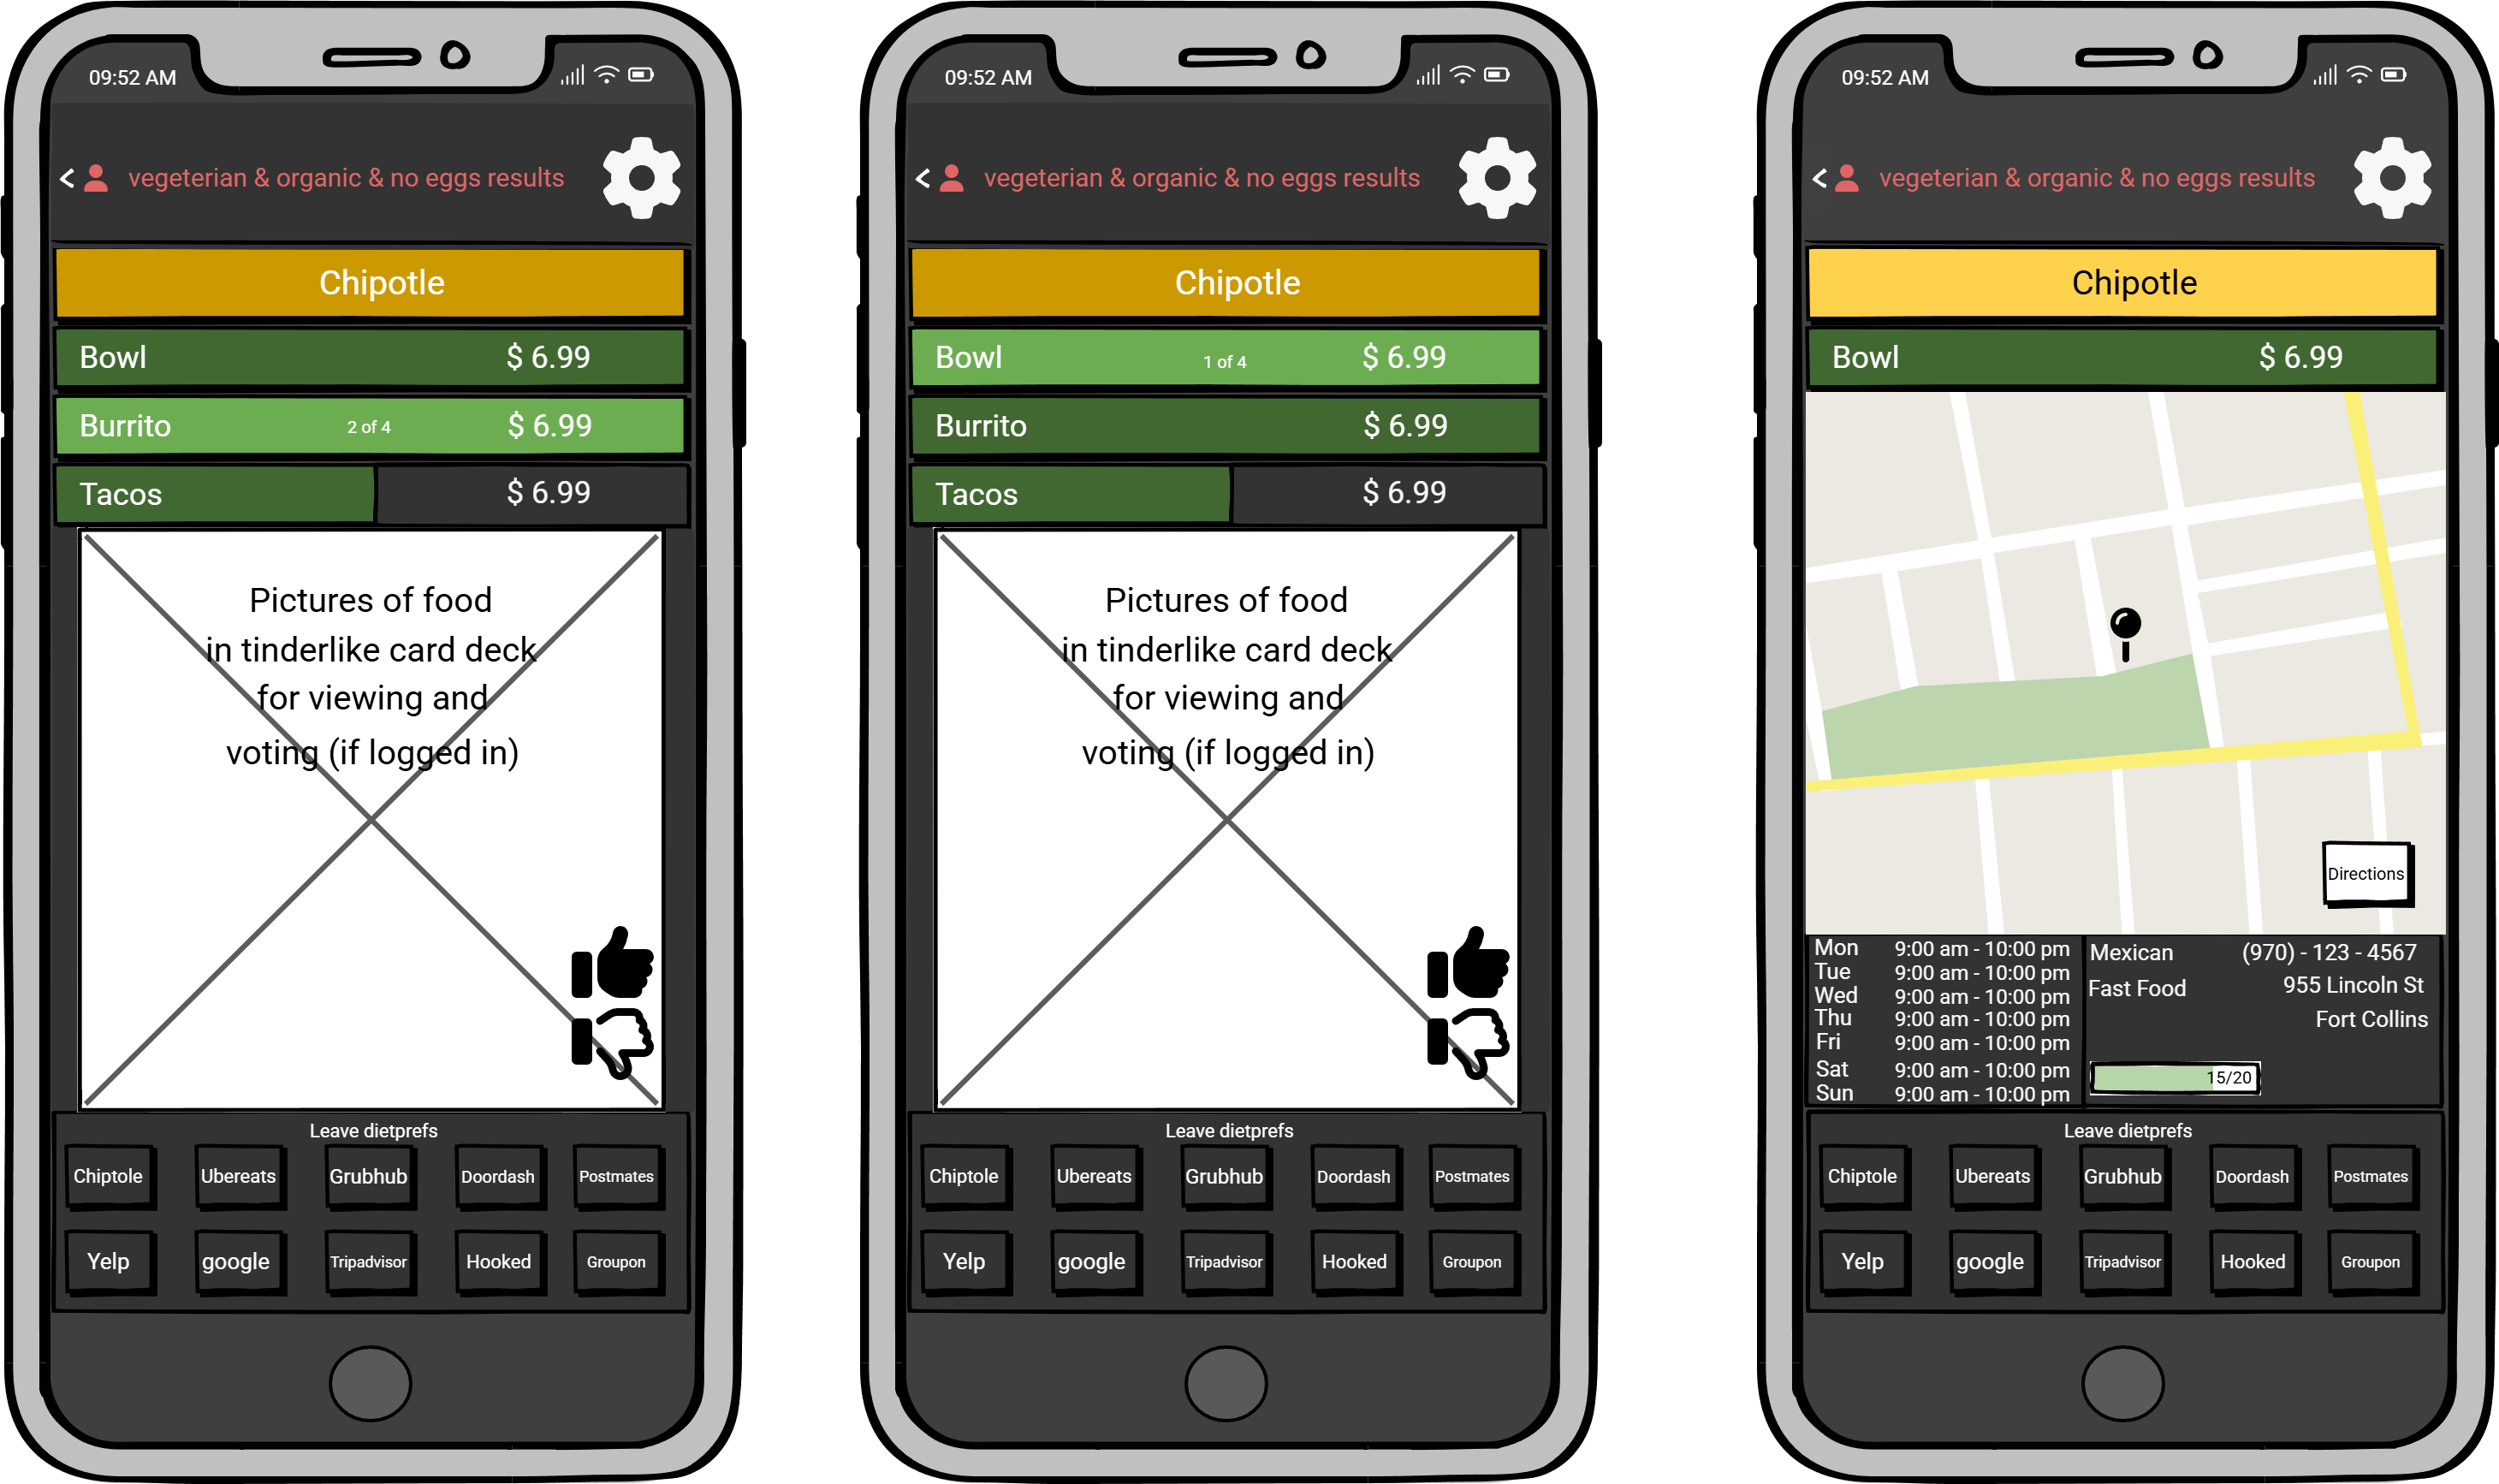 09:52 AM
vegeterian & organic & no eggs results
Chipotle
Bowl $ 6.99
Burrito 2 of 4 $ 6.99
Tacos $ 6.99
Pictures of food
in tinderlike card deck
for viewing and
voting (if logged in)
Leave dietprefs
Chiptole Ubereats Grubhub Doordash Postmates
Yelp google Tripadvisor Hooked Groupon
09:52 AM
vegeterian & organic & no eggs results
Chipotle
Bowl 1 of 4 $ 6.99
Burrito $ 6.99
Tacos $ 6.99
Pictures of food
in tinderlike card deck
for viewing and
voting (if logged in)
Leave dietprefs
Chiptole Ubereats Grubhub Doordash Postmates
Yelp google Tripadvisor Hooked Groupon
09:52 AM
vegeterian & organic & no eggs results
Chipotle
Bowl $ 6.99
Directions
Mon 9:00 am - 10:00 pm
Tue 9:00 am - 10:00 pm
Wed 9:00 am - 10:00 pm
Thu 9:00 am - 10:00 pm
Fri 9:00 am - 10:00 pm
Sat 9:00 am - 10:00 pm
Sun 9:00 am - 10:00 pm
Mexican (970) - 123 - 4567
Fast Food 955 Lincoln St
Fort Collins
15/20
Leave dietprefs
Chiptole Ubereats Grubhub Doordash Postmates
Yelp google Tripadvisor Hooked Groupon